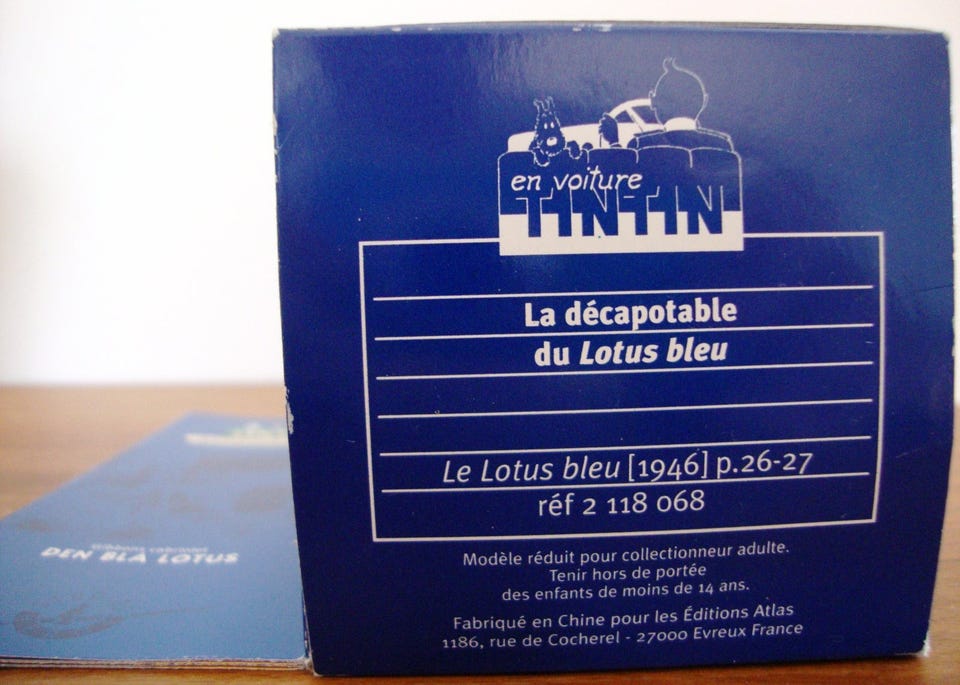 en voiture
TINTIN
La décapotable
du Lotus bleu
Le Lotus bleu [1946] p.26-27
réf 2 118 068
Modèle réduit pour collectionneur adulte.
Tenir hors de portée
des enfants de moins de 14 ans.
Fabriqué en Chine pour les Éditions Atlas
1186, rue de Cocherel - 27000 Evreux France
DEN BLÅ LOTUS